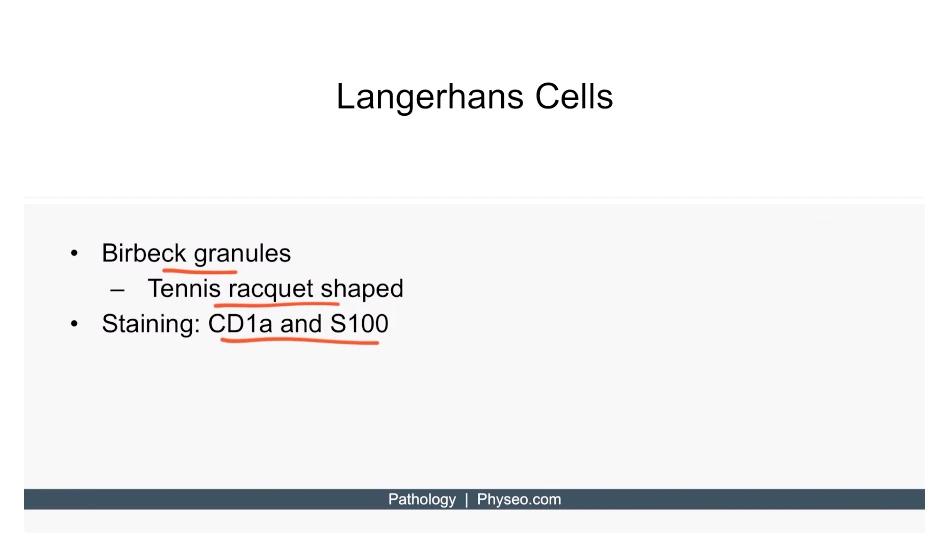 Langerhans Cells
• Birbeck granules
– Tennis racquet shaped
• Staining: CD1a and S100
Pathology | Physeo.com